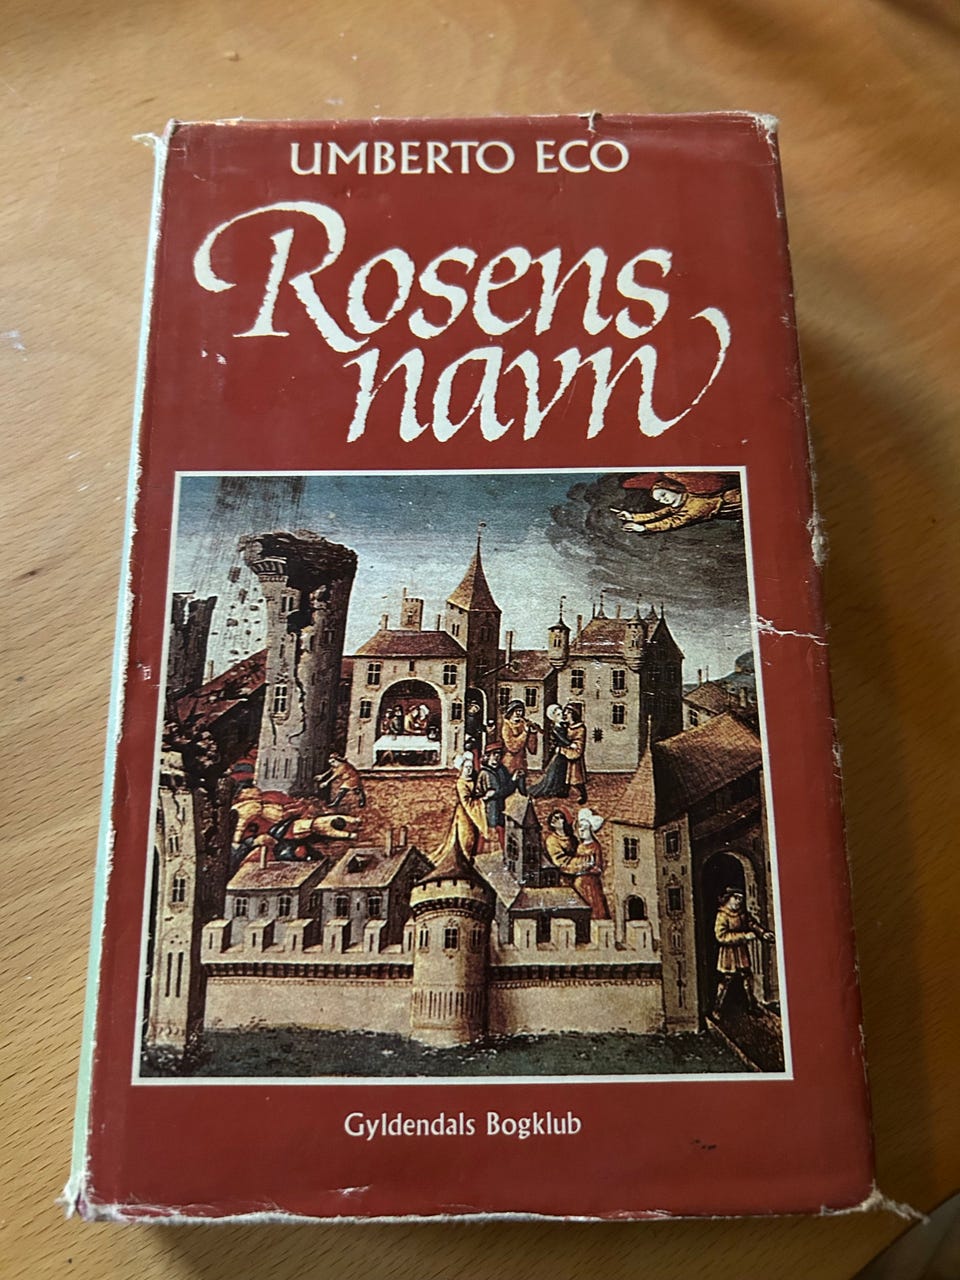 UMBERTO ECO
Rosens
navn
Gyldendals Bogklub